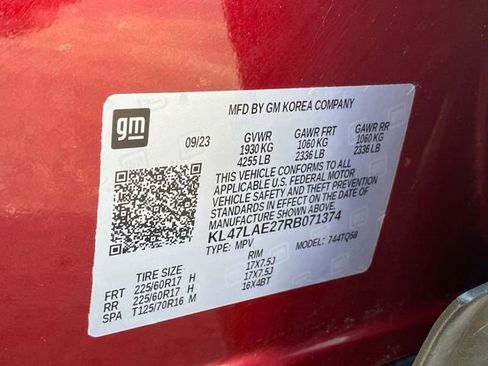 gm
MFD BY GM KOREA COMPANY
09/23 GVWR GAWR FRT GAWR RR
1930 KG 1060 KG 1060 KG
4255 LB 2336 LB 2336 LB
THIS VEHICLE CONFORMS TO ALL
APPLICABLE U.S. FEDERAL MOTOR
VEHICLE SAFETY AND THEFT PREVENTION
STANDARDS IN EFFECT ON THE DATE OF
MANUFACTURE SHOWN ABOVE.
KL47LAE27RB071374
TYPE: MPV MODEL: 744TQ58
TIRE SIZE RIM
FRT 225/60R17 H 17X7.5J
RR 225/60R17 H 17X7.5J
SPA T125/70R16 M 16X4BT